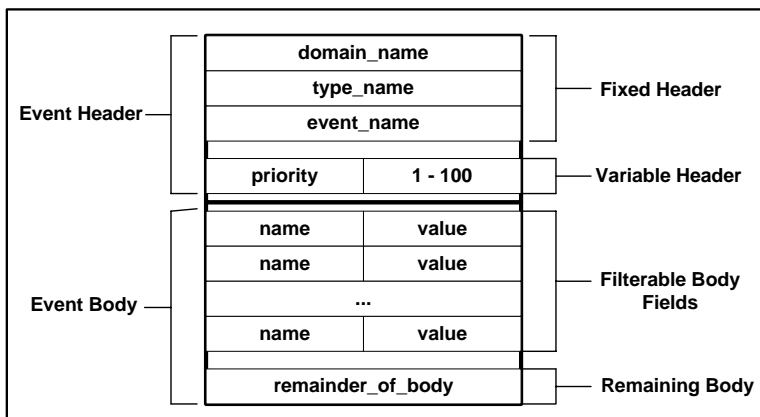 domain_name
type_name
Event Header
Fixed Header
event_name
priority 1 - 100
Variable Header
name value
name value
Event Body
...
Filterable Body
Fields
name value
remainder_of_body
Remaining Body